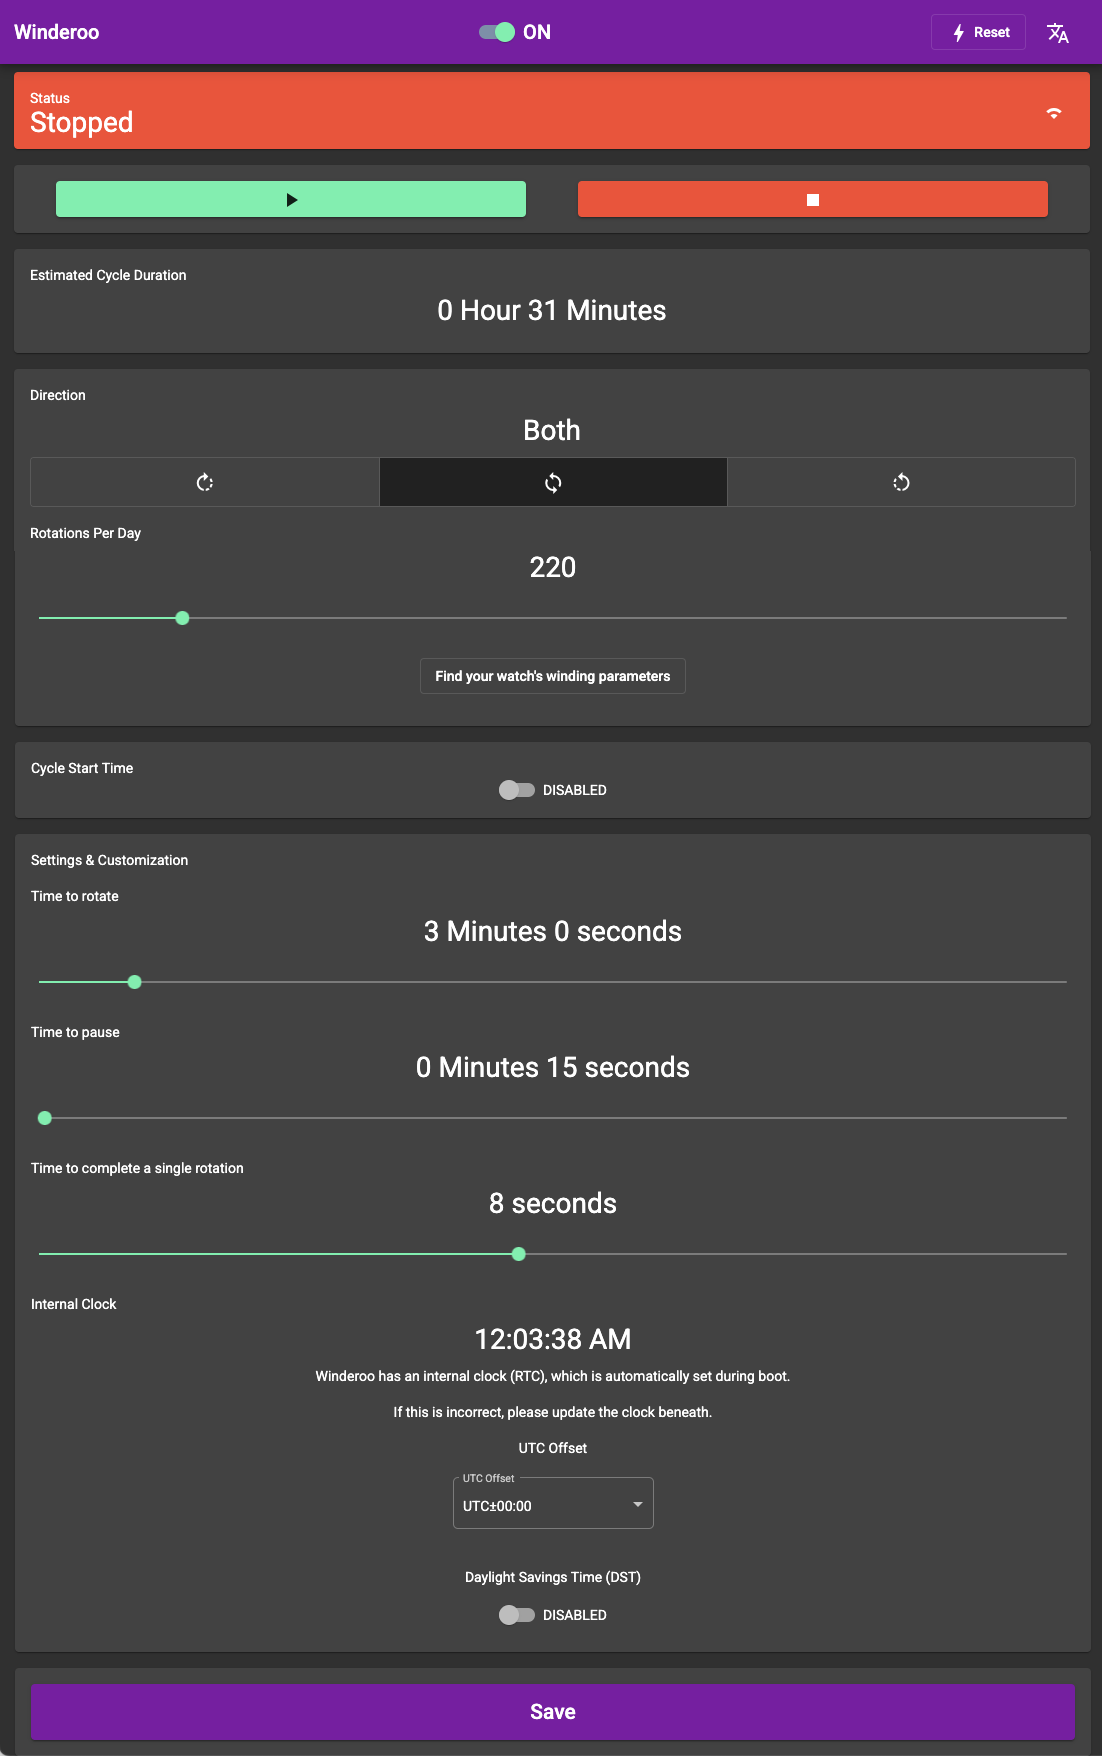 Winderoo
ON
Reset
Status
Stopped
Estimated Cycle Duration
0 Hour 31 Minutes
Direction
Both
Rotations Per Day
220
Find your watch's winding parameters
Cycle Start Time
DISABLED
Settings & Customization
Time to rotate
3 Minutes 0 seconds
Time to pause
0 Minutes 15 seconds
Time to complete a single rotation
8 seconds
Internal Clock
12:03:38 AM
Winderoo has an internal clock (RTC), which is automatically set during boot.
If this is incorrect, please update the clock beneath.
UTC Offset
UTC Offset
UTC±00:00
Daylight Savings Time (DST)
DISABLED
Save